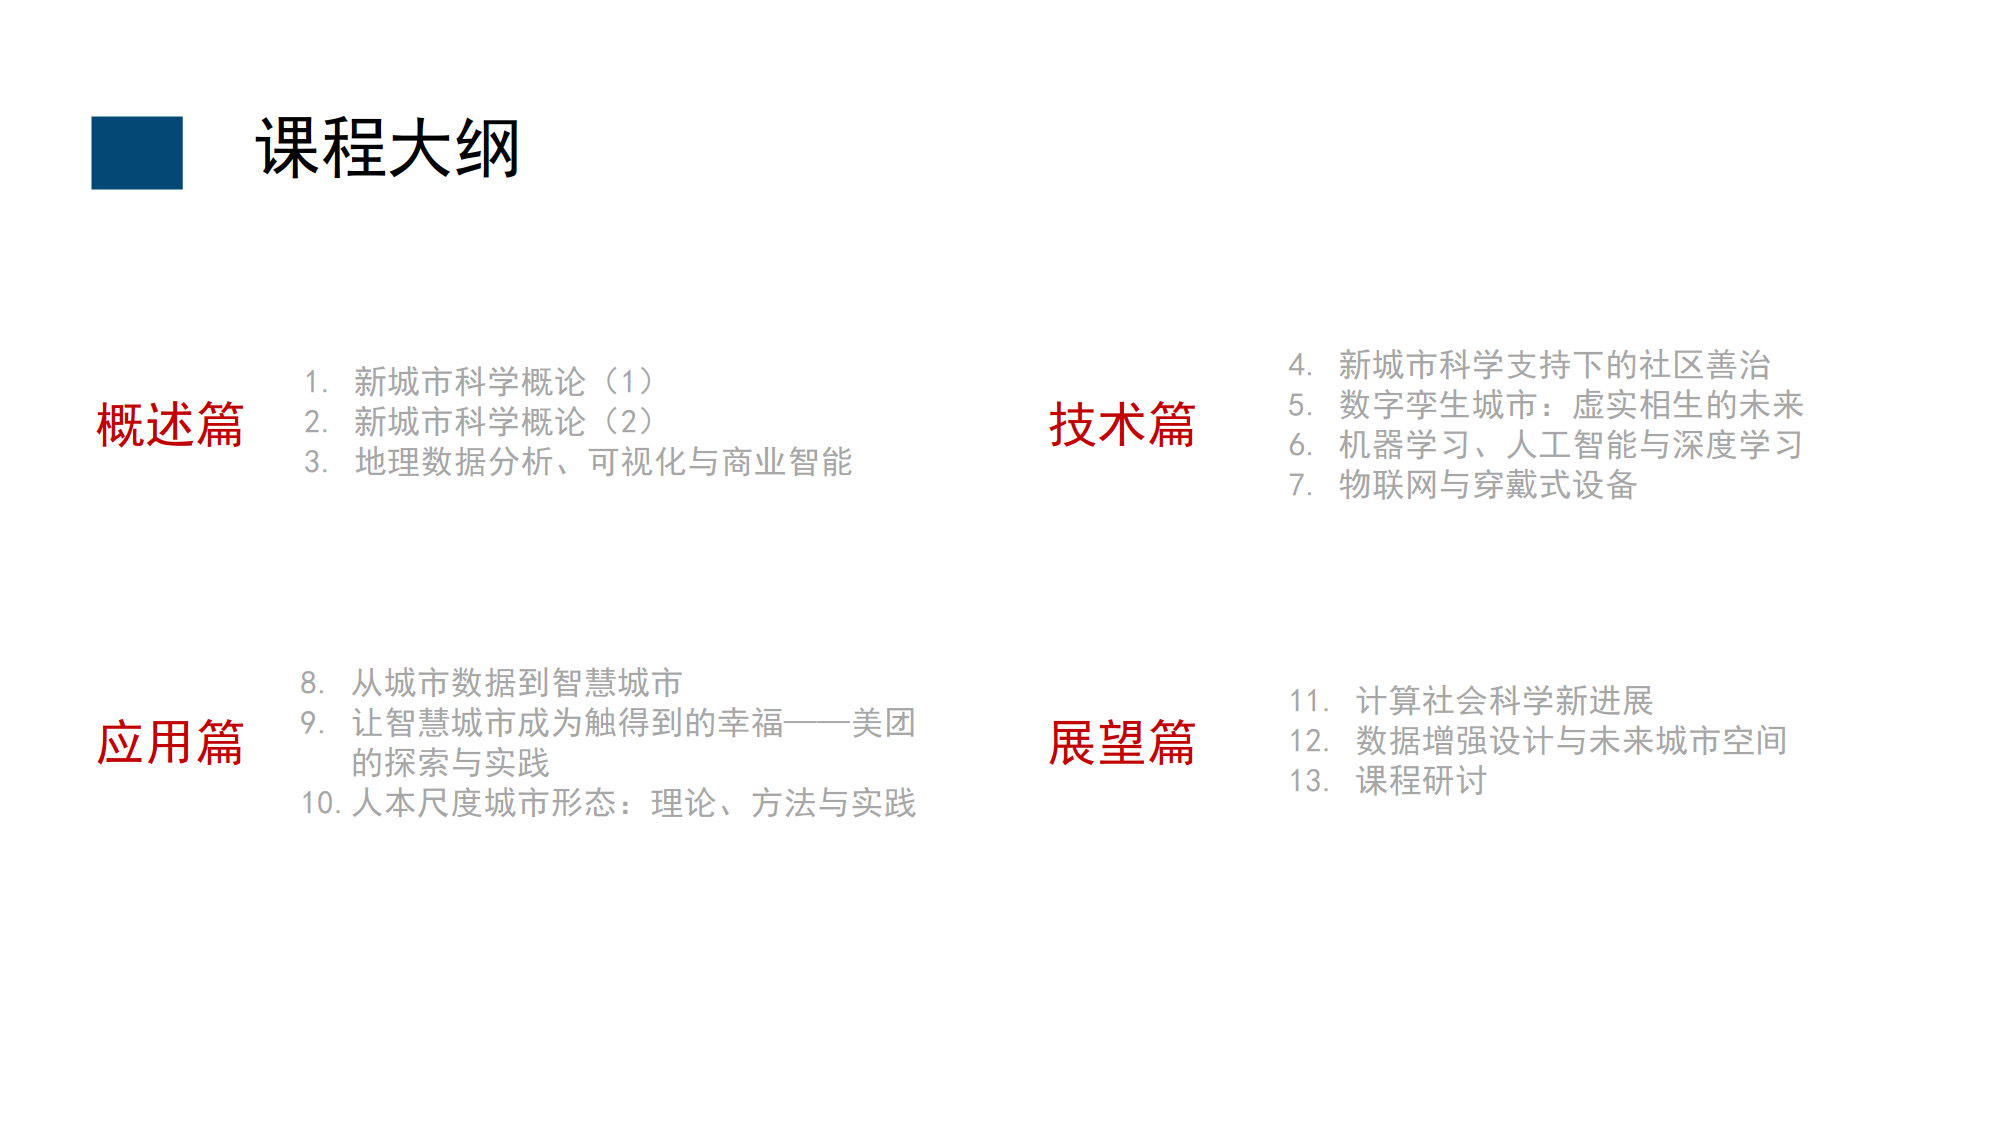 课程大纲
概述篇
1. 新城市科学概论（1）
2. 新城市科学概论（2）
3. 地理数据分析、可视化与商业智能
技术篇
4. 新城市科学支持下的社区善治
5. 数字孪生城市：虚实相生的未来
6. 机器学习、人工智能与深度学习
7. 物联网与穿戴式设备
应用篇
8. 从城市数据到智慧城市
9. 让智慧城市成为触得到的幸福——美团
的探索与实践
10. 人本尺度城市形态：理论、方法与实践
展望篇
11. 计算社会科学新进展
12. 数据增强设计与未来城市空间
13. 课程研讨